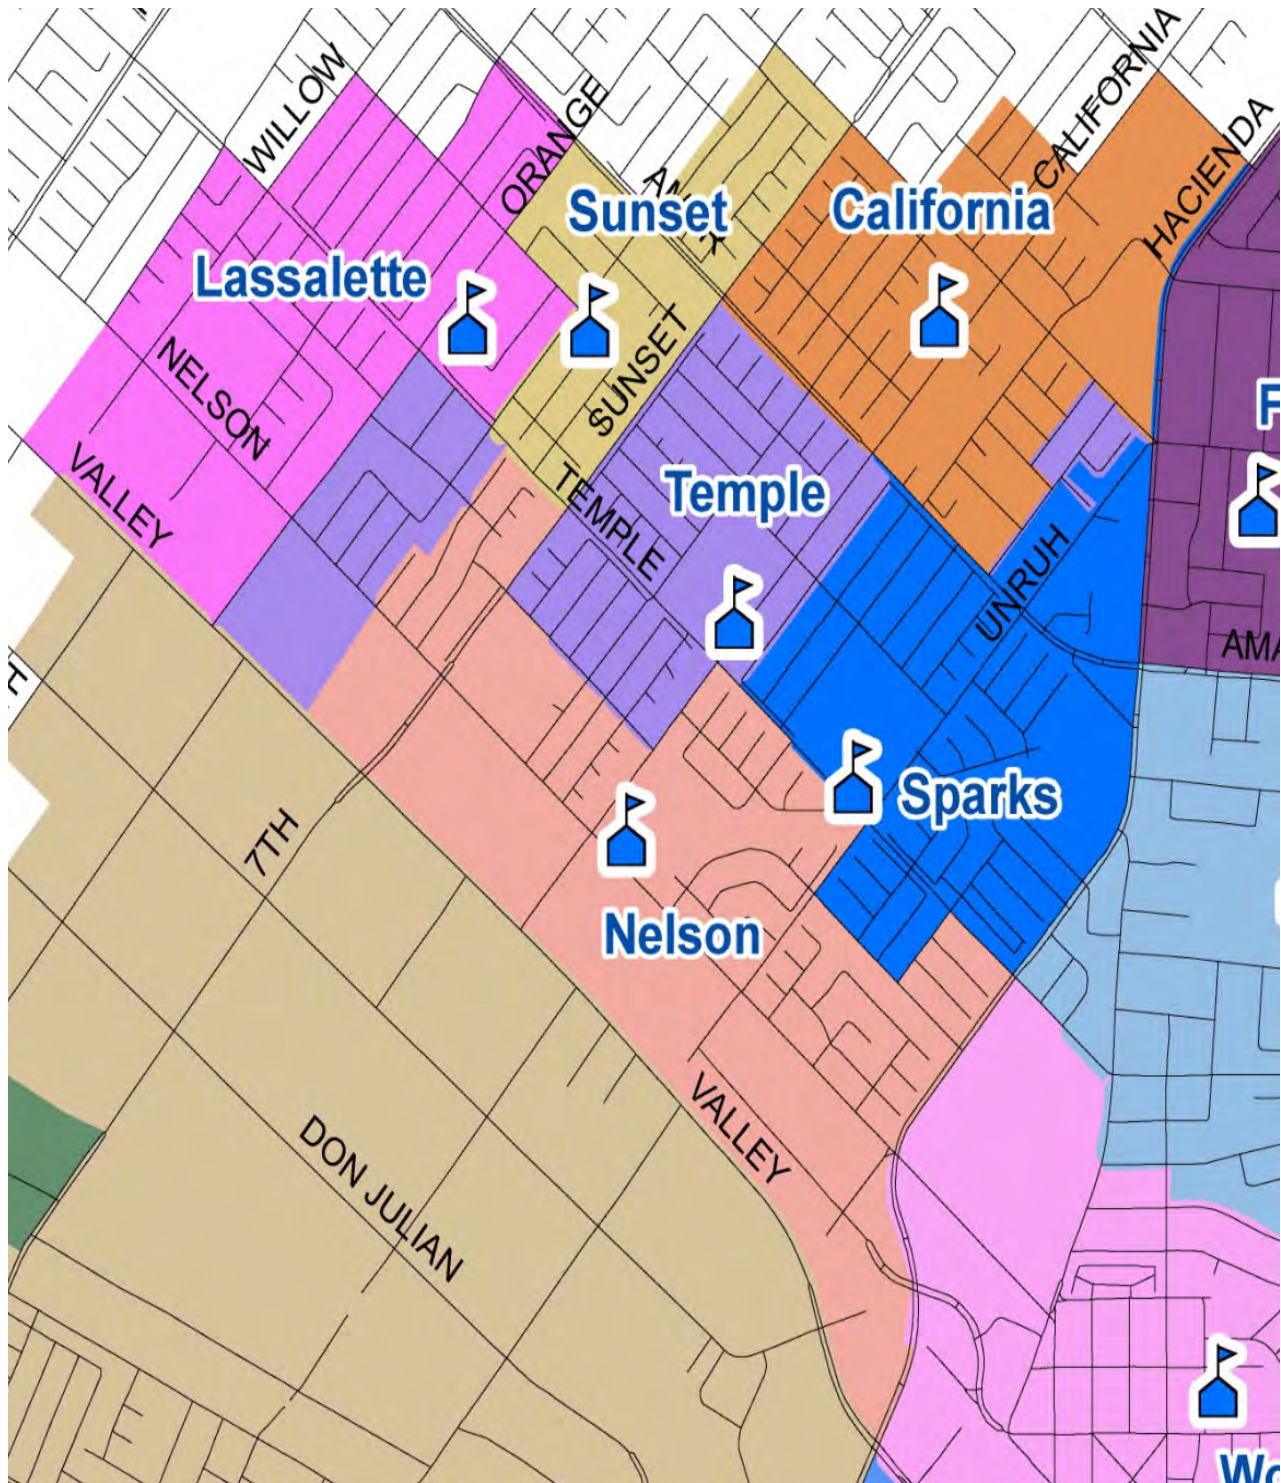 WILLOW
ORANGE
CALIFORNIA
HACIENDA
Sunset
California
Lassalette
NELSON
SUNSET
VALLEY
TEMPLE
Temple
UNRUH
Sparks
7TH
Nelson
VALLEY
DON JULIAN